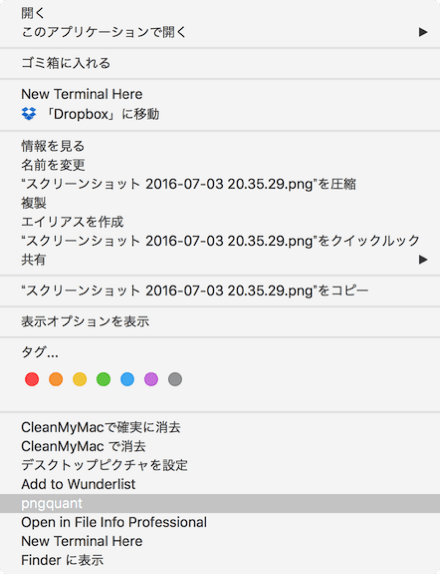 開く
このアプリケーションで開く
ゴミ箱に入れる
New Terminal Here
「Dropbox」に移動
情報を見る
名前を変更
“スクリーンショット 2016-07-03 20.35.29.png”を圧縮
複製
エイリアスを作成
“スクリーンショット 2016-07-03 20.35.29.png”をクイックルック
共有
“スクリーンショット 2016-07-03 20.35.29.png”をコピー
表示オプションを表示
タグ...
CleanMyMacで確実に消去
CleanMyMac で消去
デスクトップピクチャを設定
Add to Wunderlist
pngquant
Open in File Info Professional
New Terminal Here
Finder に表示